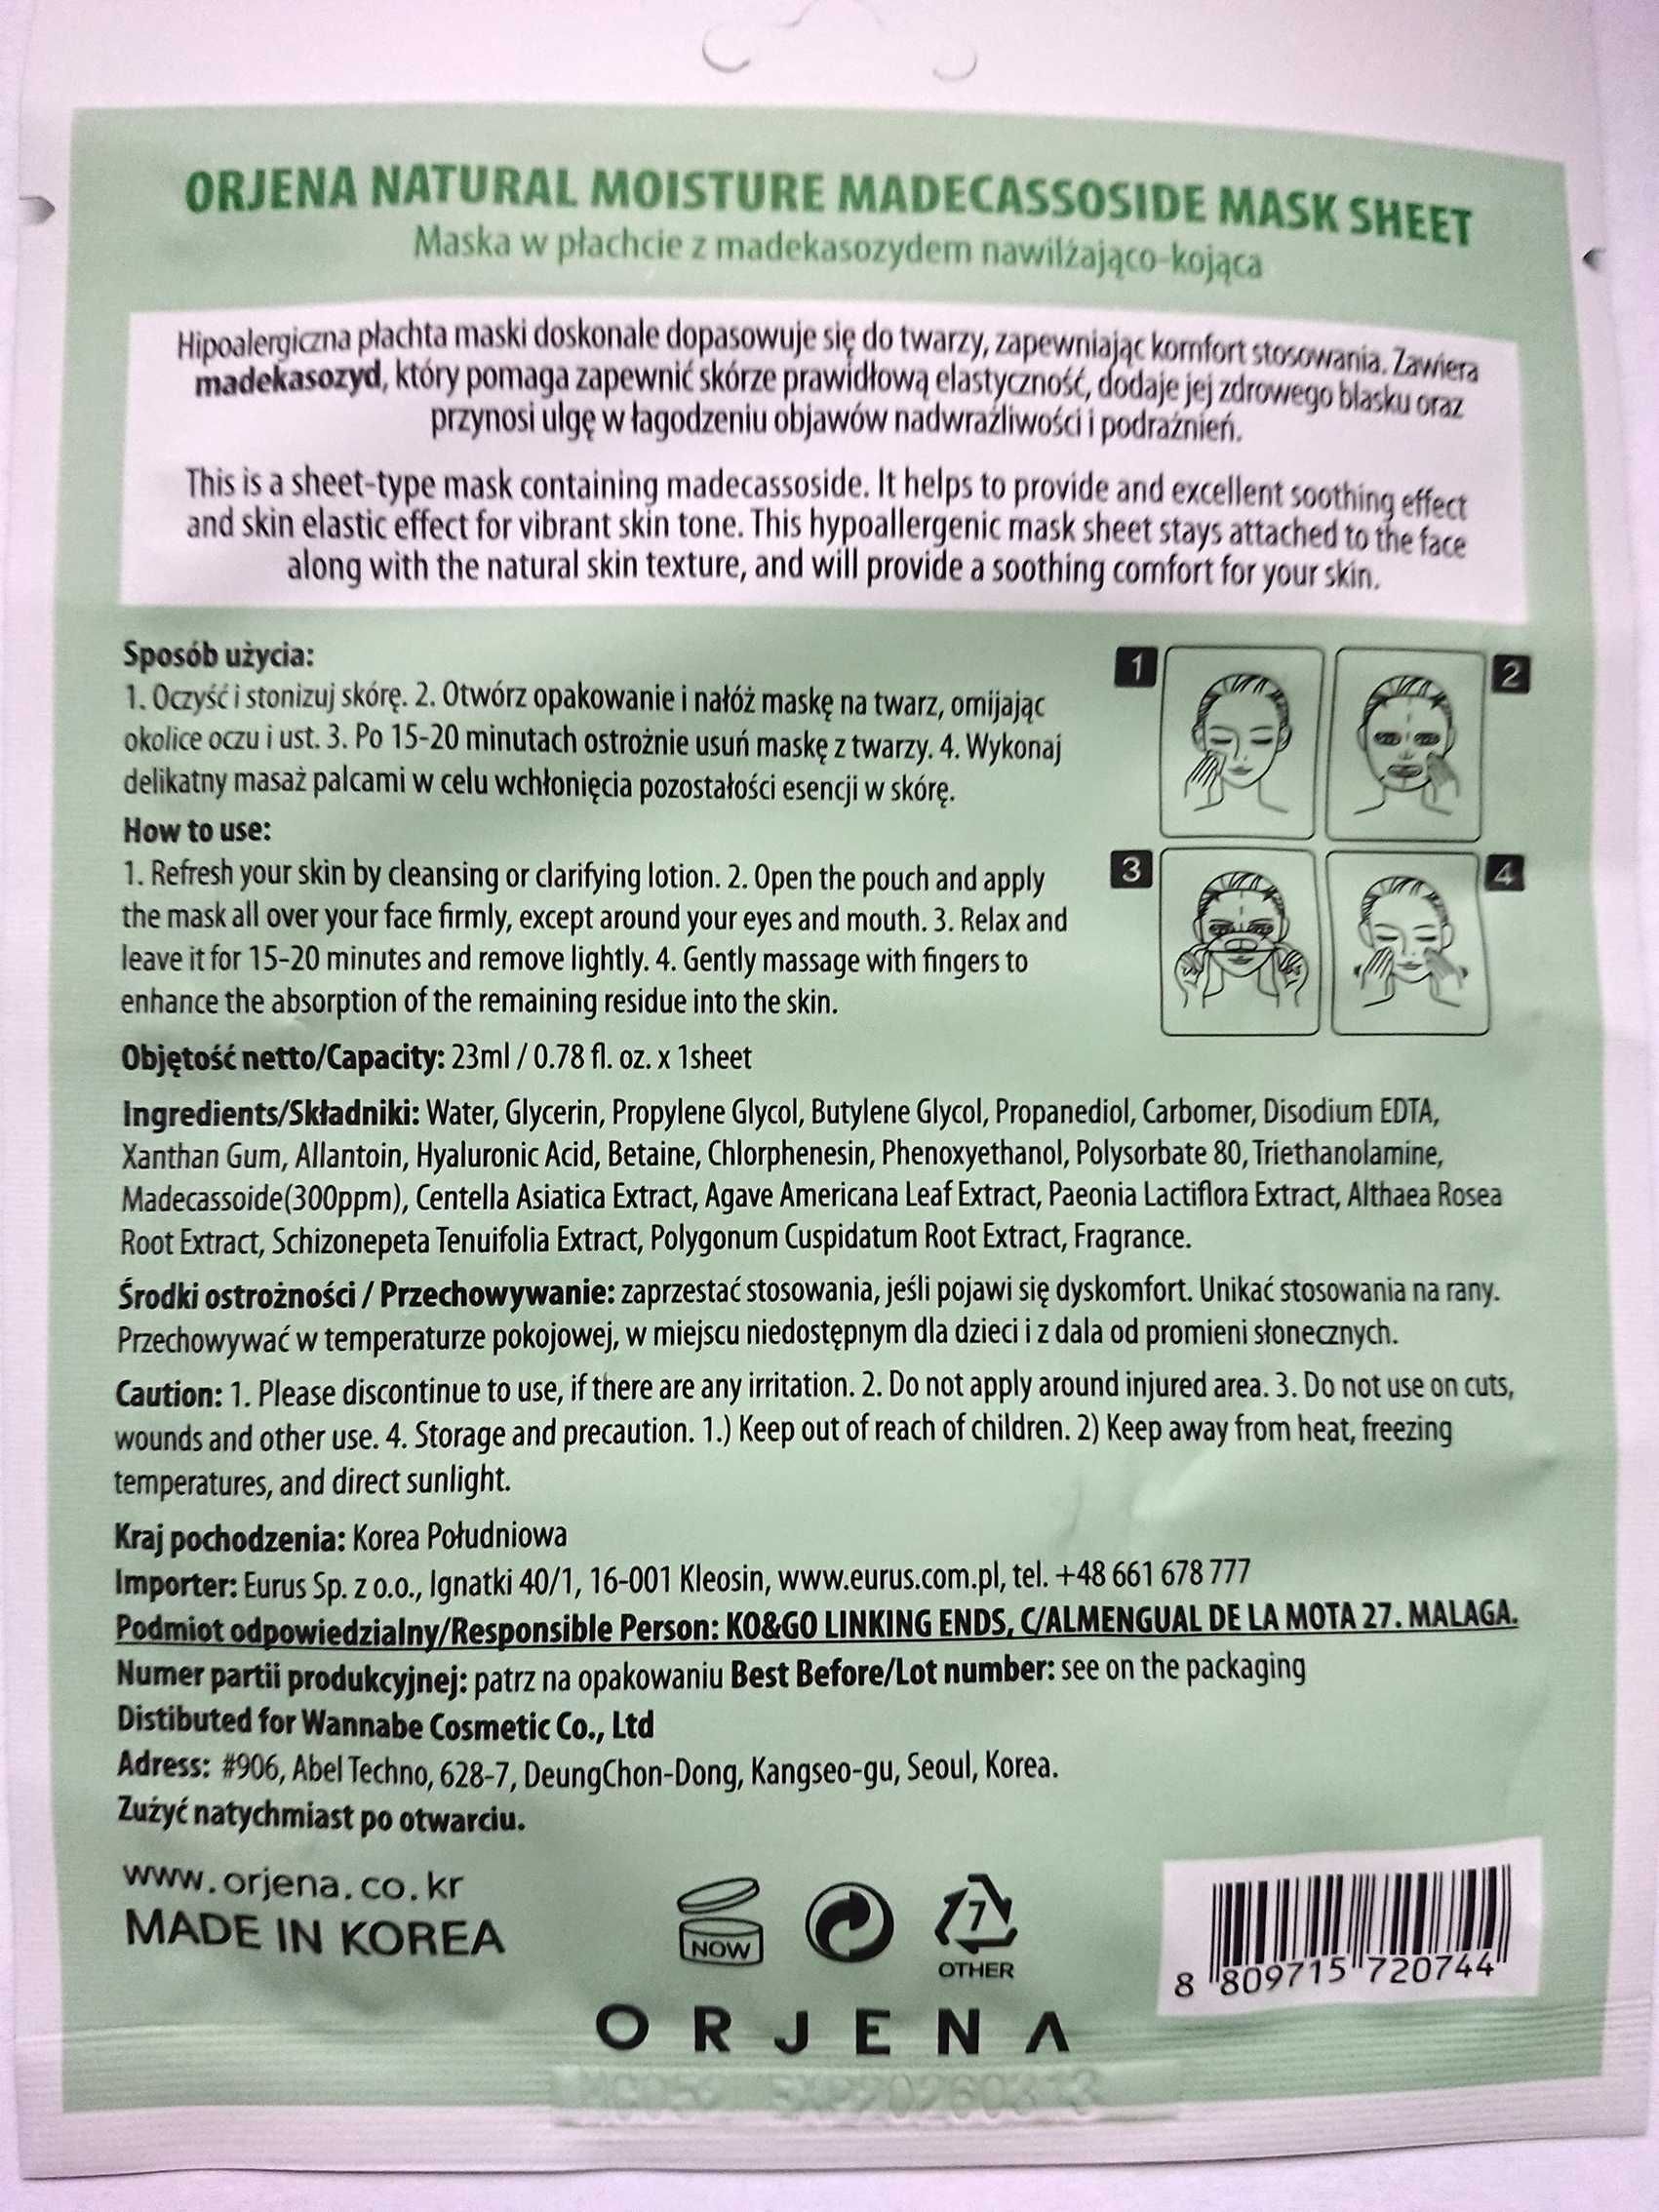 ORJENA NATURAL MOISTURE MADECASSOSIDE MASK SHEET
Maska w płachcie z madekasozydem nawilżająco-kojąca
Hipoalergiczna płachta maski doskonale dopasowuje się do twarzy, zapewniając komfort stosowania. Zawiera
madekasozyd, który pomaga zapewnić skórze prawidłową elastyczność, dodaje jej zdrowego blasku oraz
przynosi ulgę w łagodzeniu objawów nadwrażliwości i podrażnień.
This is a sheet-type mask containing madecassoside. It helps to provide and excellent soothing effect
and skin elastic effect for vibrant skin tone. This hypoallergenic mask sheet stays attached to the face
along with the natural skin texture, and will provide a soothing comfort for your skin.
Sposób użycia:
1. Oczyść i stonizuj skórę. 2. Otwórz opakowanie i nałóż maskę na twarz, omijając
okolice oczu i ust. 3. Po 15-20 minutach ostrożnie usuń maskę z twarzy. 4. Wykonaj
delikatny masaż palcami w celu wchłonięcia pozostałości esencji w skórę.
How to use:
1. Refresh your skin by cleansing or clarifying lotion. 2. Open the pouch and apply
the mask all over your face firmly, except around your eyes and mouth. 3. Relax and
leave it for 15-20 minutes and remove lightly. 4. Gently massage with fingers to
enhance the absorption of the remaining residue into the skin.
1
2
3
4
Objętość netto/Capacity: 23ml / 0.78 fl. oz. x 1sheet
Ingredients/Składniki: Water, Glycerin, Propylene Glycol, Butylene Glycol, Propanediol, Carbomer, Disodium EDTA,
Xanthan Gum, Allantoin, Hyaluronic Acid, Betaine, Chlorphenesin, Phenoxyethanol, Polysorbate 80, Triethanolamine,
Madecassoide(300ppm), Centella Asiatica Extract, Agave Americana Leaf Extract, Paeonia Lactiflora Extract, Althaea Rosea
Root Extract, Schizonepeta Tenuifolia Extract, Polygonum Cuspidatum Root Extract, Fragrance.
Środki ostrożności / Przechowywanie: zaprzestać stosowania, jeśli pojawi się dyskomfort. Unikać stosowania na rany.
Przechowywać w temperaturze pokojowej, w miejscu niedostępnym dla dzieci i z dala od promieni słonecznych.
Caution: 1. Please discontinue to use, if there are any irritation. 2. Do not apply around injured area. 3. Do not use on cuts,
wounds and other use. 4. Storage and precaution. 1.) Keep out of reach of children. 2) Keep away from heat, freezing
temperatures, and direct sunlight.
Kraj pochodzenia: Korea Południowa
Importer: Eurus Sp. z o.o., Ignatki 40/1, 16-001 Kleosin, www.eurus.com.pl, tel. +48 661 678 777
Podmiot odpowiedzialny/Responsible Person: KO&GO LINKING ENDS, C/ALMENGUAL DE LA MOTA 27. MALAGA.
Numer partii produkcyjnej: patrz na opakowaniu Best Before/Lot number: see on the packaging
Distibuted for Wannabe Cosmetic Co., Ltd
Adress: #906, Abel Techno, 628-7, DeungChon-Dong, Kangseo-gu, Seoul, Korea.
Zużyć natychmiast po otwarciu.
www.orjena.co.kr
MADE IN KOREA
NOW
7
OTHER
8 809715 720744
ORJENA